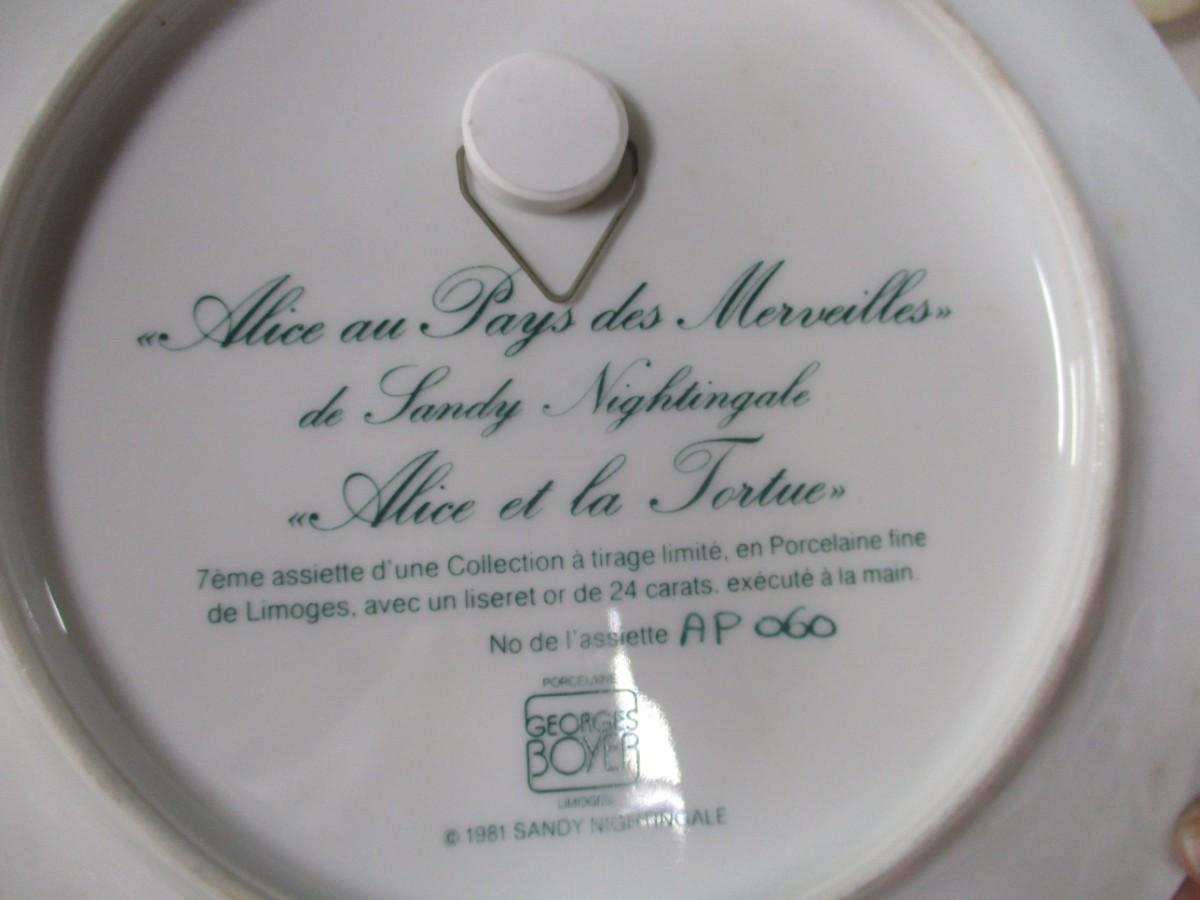 «Alice au Pays des Merveilles»
de Sandy Nightingale
«Alice et la Tortue»
7ème assiette d'une Collection à tirage limité, en Porcelaine fine
de Limoges, avec un liseret or de 24 carats, exécuté à la main.
No de l'assiette AP 060
PORCELAINE
GEORGES
BOYER
LIMOGES
© 1981 SANDY NIGHTINGALE